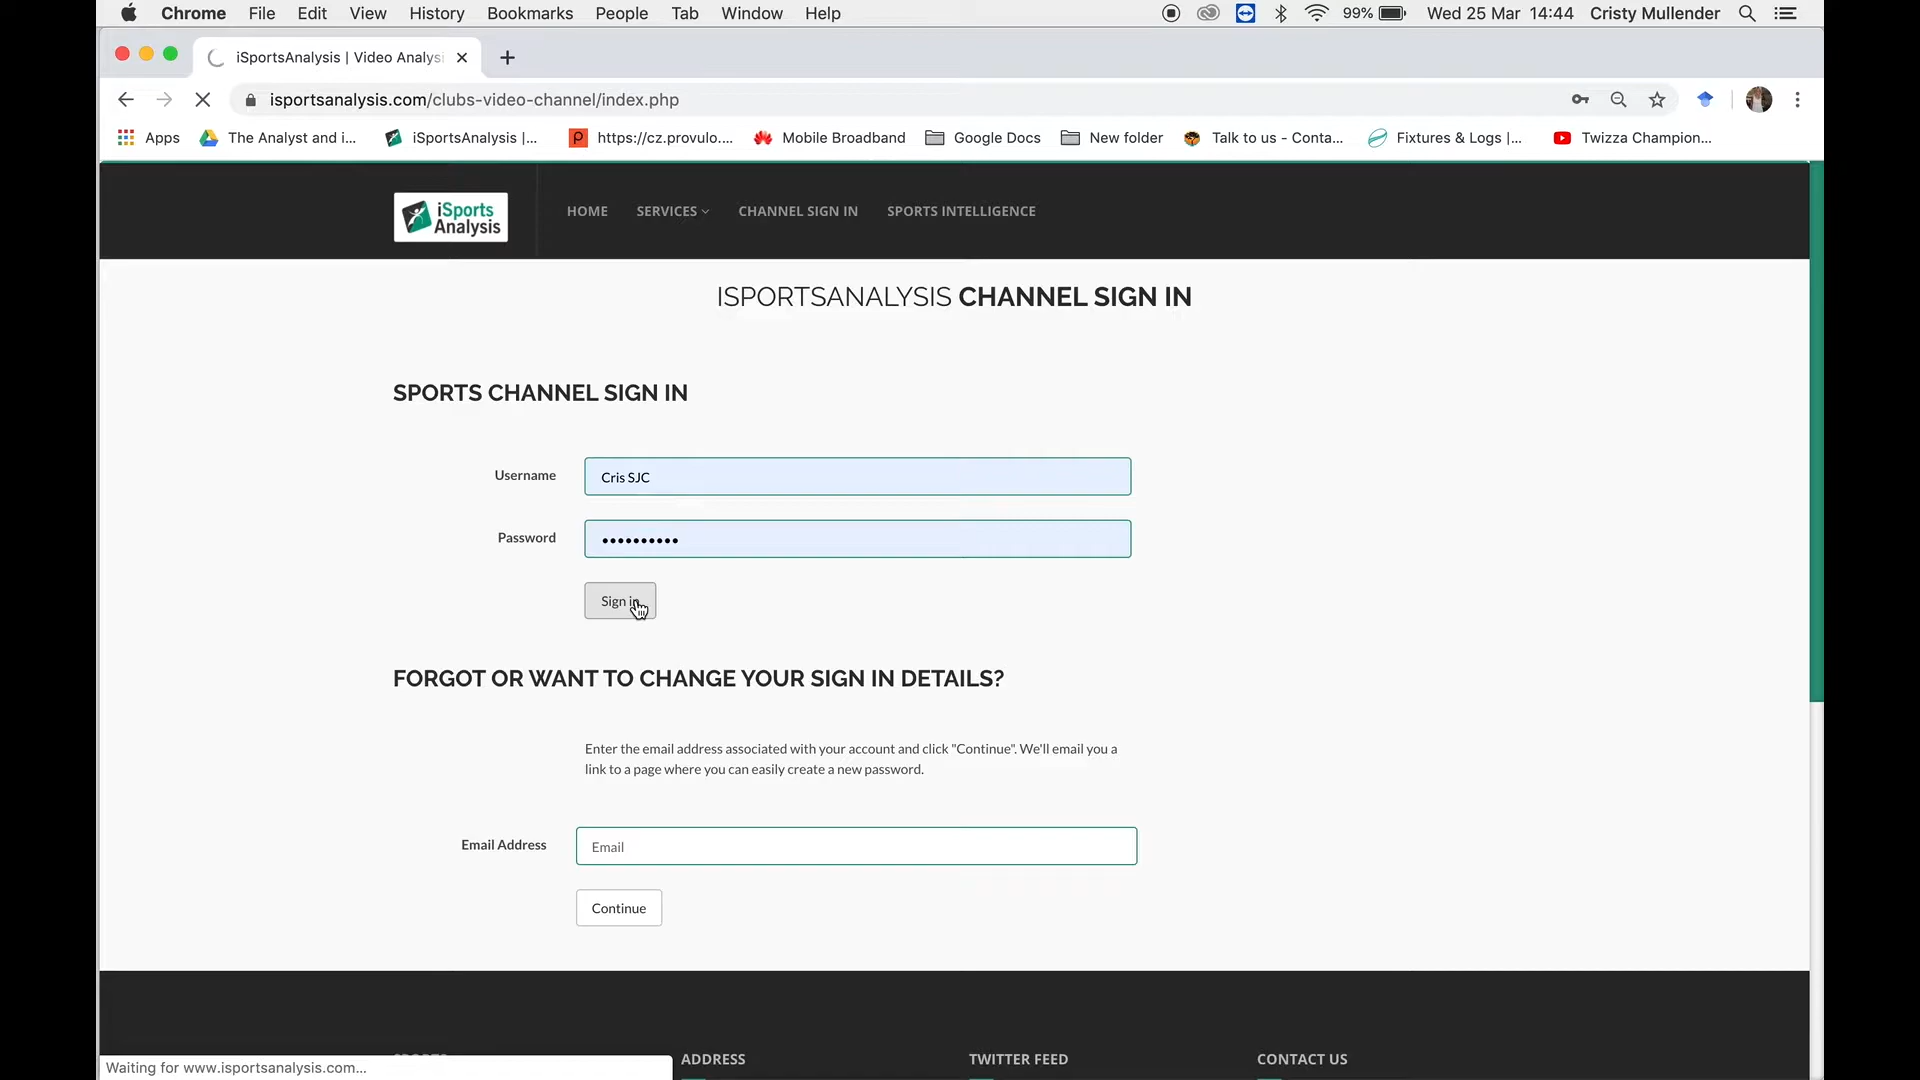 Chrome File Edit View History Bookmarks People Tab Window Help 99% Wed 25 Mar 14:44 Cristy Mullender
iSportsAnalysis | Video Analys
isportsanalysis.com/clubs-video-channel/index.php
Apps The Analyst and i... iSportsAnalysis |... https://cz.provulo.... Mobile Broadband Google Docs New folder Talk to us - Conta... Fixtures & Logs |... Twizza Champion...
iSports
Analysis
HOME SERVICES CHANNEL SIGN IN SPORTS INTELLIGENCE
ISPORTSANALYSIS CHANNEL SIGN IN
SPORTS CHANNEL SIGN IN
Username Cris SJC
Password ••••••••••
Sign in
FORGOT OR WANT TO CHANGE YOUR SIGN IN DETAILS?
Enter the email address associated with your account and click "Continue". We'll email you a
link to a page where you can easily create a new password.
Email Address Email
Continue
ADDRESS TWITTER FEED CONTACT US
Waiting for www.isportsanalysis.com...